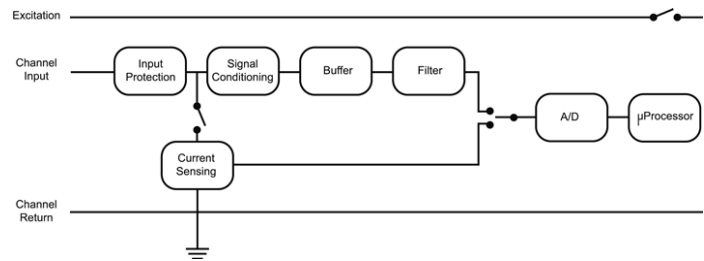 Excitation
Channel
Input
Input
Protection
Signal
Conditioning
Buffer
Filter
A/D
μProcessor
Current
Sensing
Channel
Return